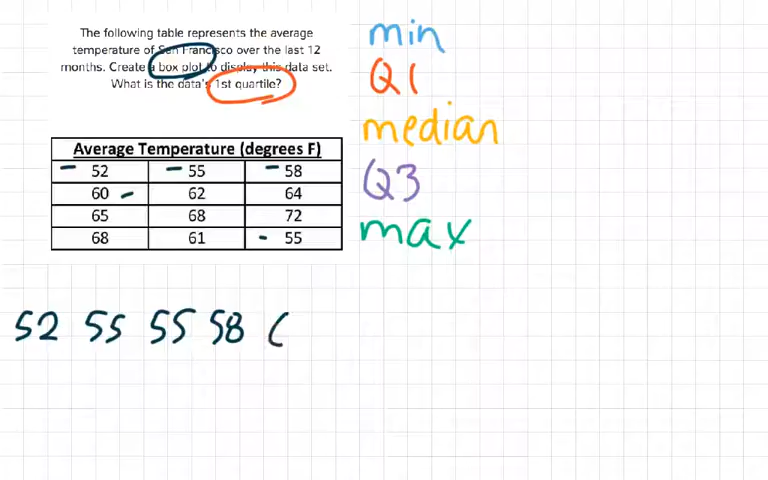 The following table represents the average
temperature of San Francisco over the last 12
months. Create a box plot to display this data set.
What is the data's 1st quartile?
min
Q1
median
Q3
max
Average Temperature (degrees F)
52 55 58
60 62 64
65 68 72
68 61 55
52 55 55 58 (